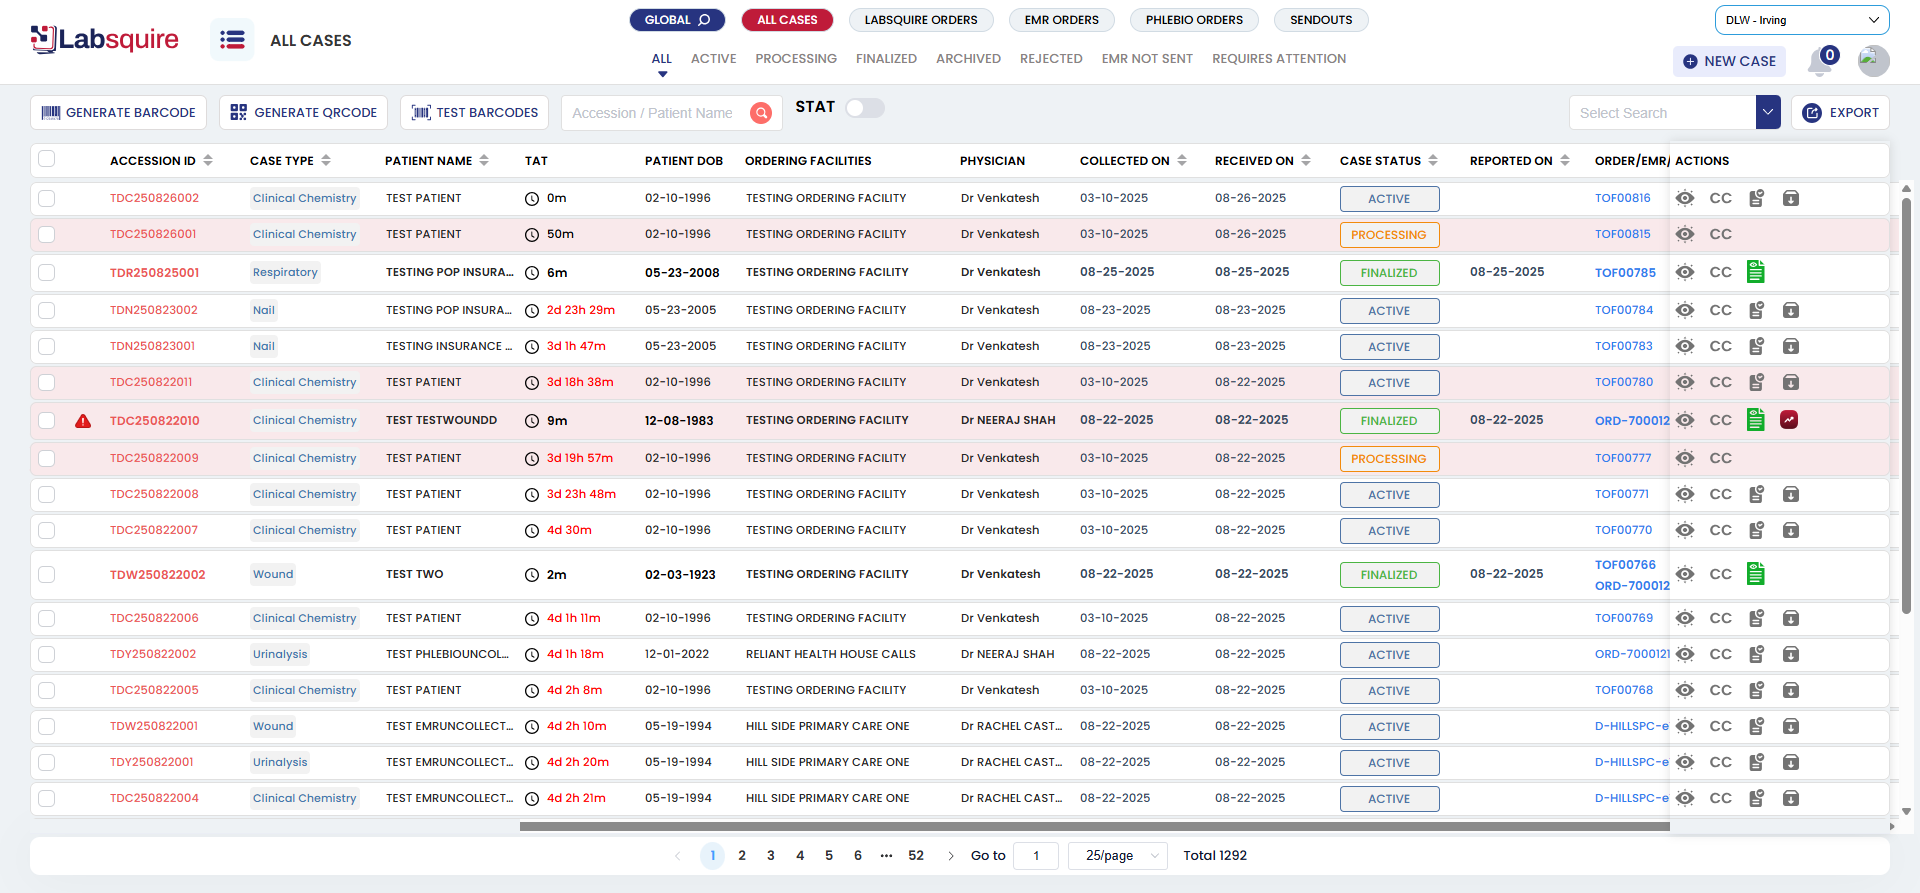 Labsquire
ALL CASES
GLOBAL
ALL CASES
LABSQUIRE ORDERS
EMR ORDERS
PHLEBIO ORDERS
SENDOUTS
DLW - Irving
ALL ACTIVE PROCESSING FINALIZED ARCHIVED REJECTED EMR NOT SENT REQUIRES ATTENTION
NEW CASE
0
GENERATE BARCODE
GENERATE QRCODE
TEST BARCODES
Accession / Patient Name
STAT
Select Search
EXPORT
ACCESSION ID CASE TYPE PATIENT NAME TAT PATIENT DOB ORDERING FACILITIES PHYSICIAN COLLECTED ON RECEIVED ON CASE STATUS REPORTED ON ORDER/EMR/ ACTIONS
TDC250826002 Clinical Chemistry TEST PATIENT 0m 02-10-1996 TESTING ORDERING FACILITY Dr Venkatesh 03-10-2025 08-26-2025 ACTIVE TOF00816 CC
TDC250826001 Clinical Chemistry TEST PATIENT 50m 02-10-1996 TESTING ORDERING FACILITY Dr Venkatesh 03-10-2025 08-26-2025 PROCESSING TOF00815 CC
TDR250825001 Respiratory TESTING POP INSURA... 6m 05-23-2008 TESTING ORDERING FACILITY Dr Venkatesh 08-25-2025 08-25-2025 FINALIZED 08-25-2025 TOF00785 CC
TDN250823002 Nail TESTING POP INSURA... 2d 23h 29m 05-23-2005 TESTING ORDERING FACILITY Dr Venkatesh 08-23-2025 08-23-2025 ACTIVE TOF00784 CC
TDN250823001 Nail TESTING INSURANCE ... 3d 1h 47m 05-23-2005 TESTING ORDERING FACILITY Dr Venkatesh 08-23-2025 08-23-2025 ACTIVE TOF00783 CC
TDC250822011 Clinical Chemistry TEST PATIENT 3d 18h 38m 02-10-1996 TESTING ORDERING FACILITY Dr Venkatesh 03-10-2025 08-22-2025 ACTIVE TOF00780 CC
TDC250822010 Clinical Chemistry TEST TESTWOUNDD 9m 12-08-1983 TESTING ORDERING FACILITY Dr NEERAJ SHAH 08-22-2025 08-22-2025 FINALIZED 08-22-2025 ORD-700012 CC
TDC250822009 Clinical Chemistry TEST PATIENT 3d 19h 57m 02-10-1996 TESTING ORDERING FACILITY Dr Venkatesh 03-10-2025 08-22-2025 PROCESSING TOF00777 CC
TDC250822008 Clinical Chemistry TEST PATIENT 3d 23h 48m 02-10-1996 TESTING ORDERING FACILITY Dr Venkatesh 03-10-2025 08-22-2025 ACTIVE TOF00771 CC
TDC250822007 Clinical Chemistry TEST PATIENT 4d 30m 02-10-1996 TESTING ORDERING FACILITY Dr Venkatesh 03-10-2025 08-22-2025 ACTIVE TOF00770 CC
TDW250822002 Wound TEST TWO 2m 02-03-1923 TESTING ORDERING FACILITY Dr Venkatesh 08-22-2025 08-22-2025 FINALIZED 08-22-2025 TOF00766 CC
ORD-700012
TDC250822006 Clinical Chemistry TEST PATIENT 4d 1h 11m 02-10-1996 TESTING ORDERING FACILITY Dr Venkatesh 03-10-2025 08-22-2025 ACTIVE TOF00769 CC
TDY250822002 Urinalysis TEST PHLEBIOUNCOL... 4d 1h 18m 12-01-2022 RELIANT HEALTH HOUSE CALLS Dr NEERAJ SHAH 08-22-2025 08-22-2025 ACTIVE ORD-7000121 CC
TDC250822005 Clinical Chemistry TEST PATIENT 4d 2h 8m 02-10-1996 TESTING ORDERING FACILITY Dr Venkatesh 03-10-2025 08-22-2025 ACTIVE TOF00768 CC
TDW250822001 Wound TEST EMRUNCOLLECT... 4d 2h 10m 05-19-1994 HILL SIDE PRIMARY CARE ONE Dr RACHEL CAST... 08-22-2025 08-22-2025 ACTIVE D-HILLSPC-e CC
TDY250822001 Urinalysis TEST EMRUNCOLLECT... 4d 2h 20m 05-19-1994 HILL SIDE PRIMARY CARE ONE Dr RACHEL CAST... 08-22-2025 08-22-2025 ACTIVE D-HILLSPC-e CC
TDC250822004 Clinical Chemistry TEST EMRUNCOLLECT... 4d 2h 21m 05-19-1994 HILL SIDE PRIMARY CARE ONE Dr RACHEL CAST... 08-22-2025 08-22-2025 ACTIVE D-HILLSPC-e CC
1 2 3 4 5 6 ••• 52 Go to 1 25/page Total 1292